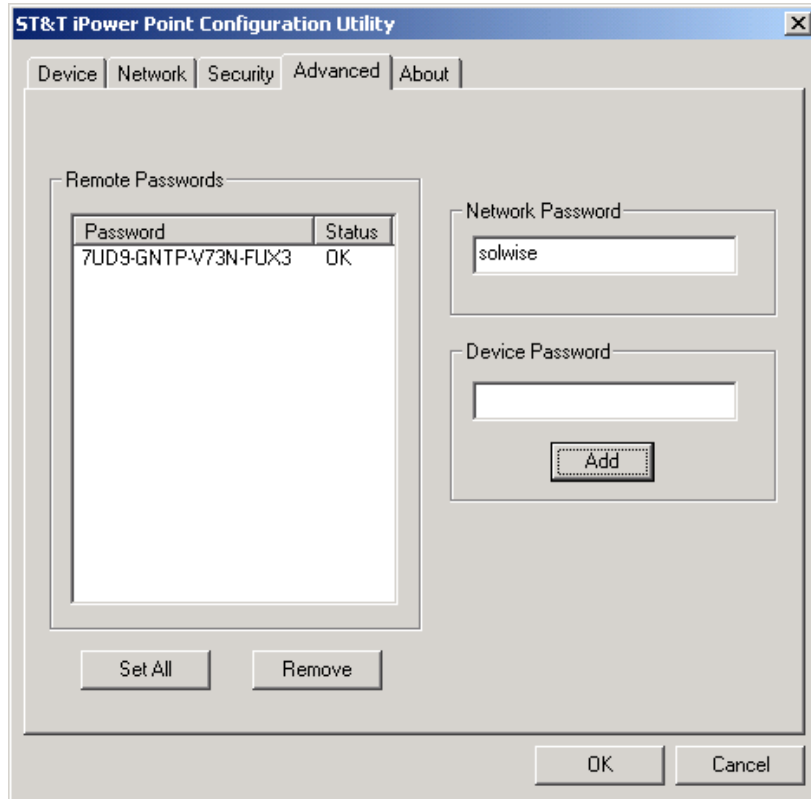 ST&T iPower Point Configuration Utility
Device Network Security Advanced About
Remote Passwords
Password Status
7UD9-GNTP-V73N-FUX3 OK
Network Password
solwise
Device Password
Add
Set All Remove
OK Cancel